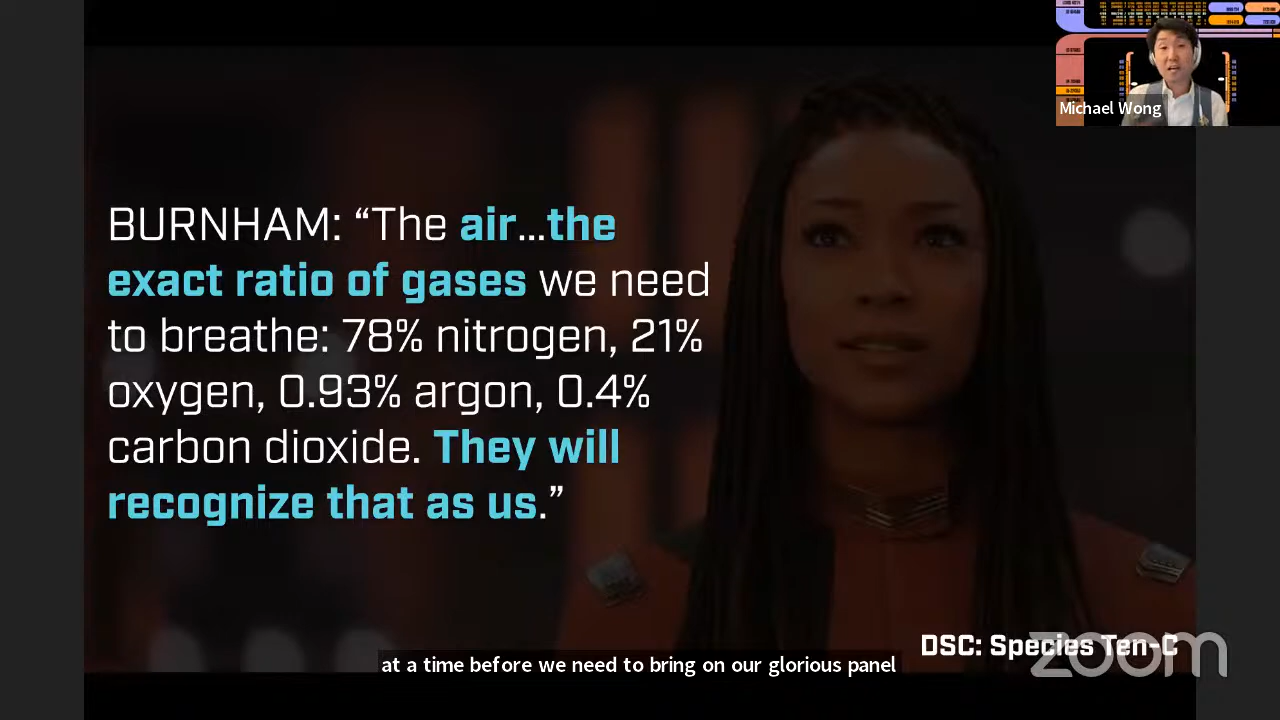 Michael Wong
BURNHAM: “The air...the
exact ratio of gases we need
to breathe: 78% nitrogen, 21%
oxygen, 0.93% argon, 0.4%
carbon dioxide. They will
recognize that as us.”
DSC: Species Ten-C
zoom
at a time before we need to bring on our glorious panel